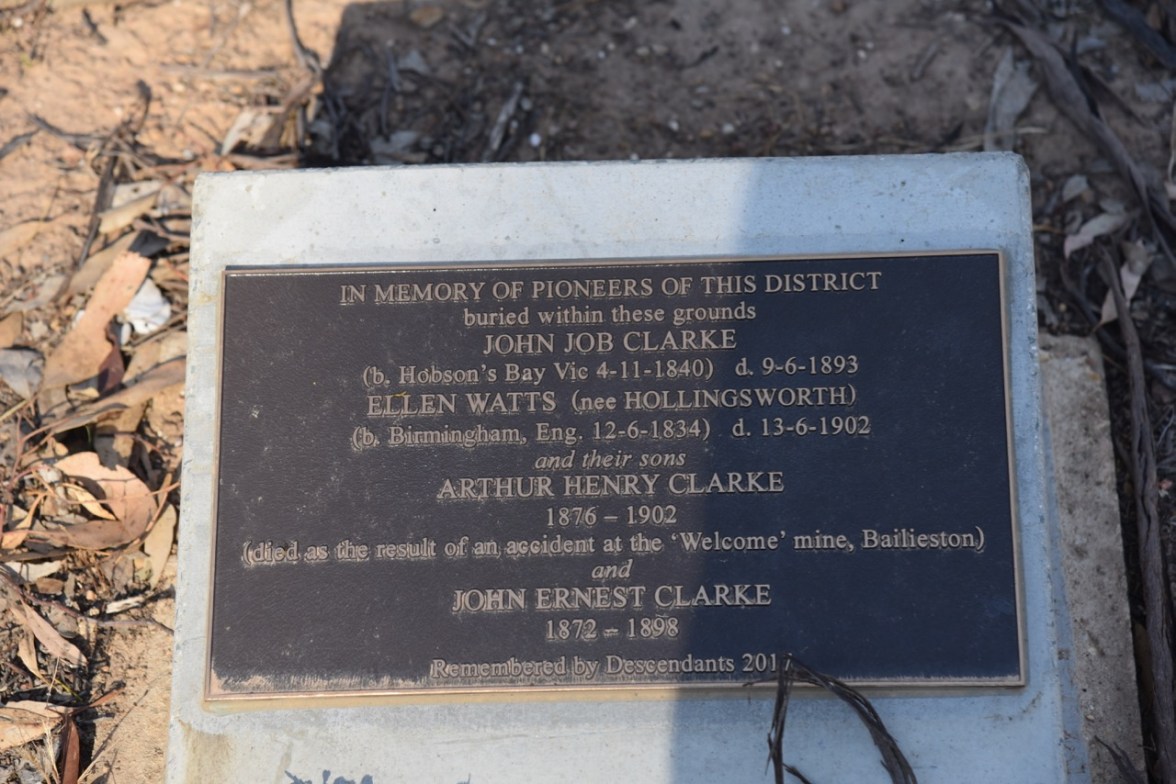 IN MEMORY OF PIONEERS OF THIS DISTRICT
buried within these grounds
JOHN JOB CLARKE
(b. Hobson's Bay Vic 4-11-1840) d. 9-6-1893
ELLEN WATTS (nee HOLLINGSWORTH)
(b. Birmingham, Eng. 12-6-1834) d. 13-6-1902
and their sons
ARTHUR HENRY CLARKE
1876 – 1902
(died as the result of an accident at the 'Welcome' mine, Bailieston)
and
JOHN ERNEST CLARKE
1872 – 1898
Remembered by Descendants